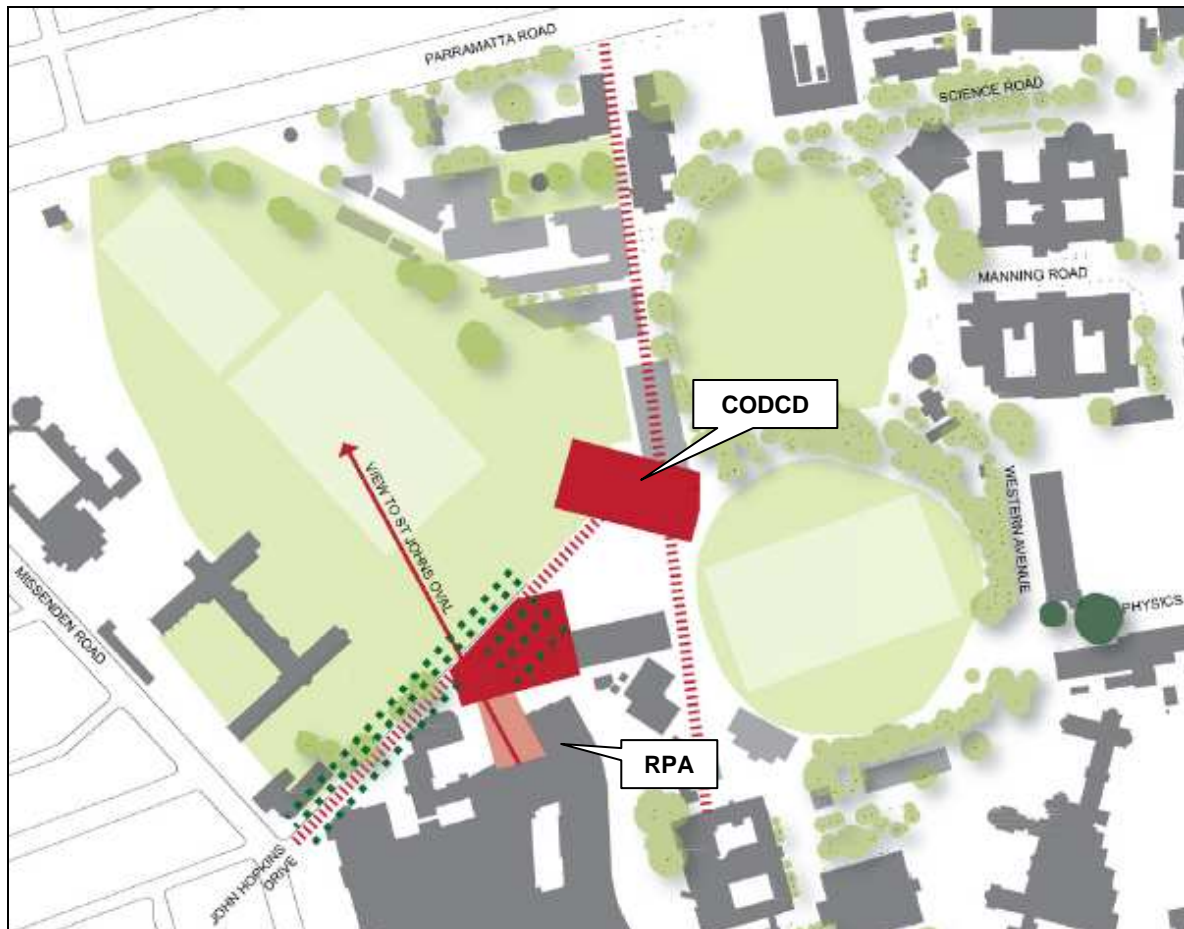 PARRAMATTA ROAD
SCIENCE ROAD
MANNING ROAD
CODCD
WESTERN AVENUE
VIEW TO ST JOHNS OVAL
MISSENDEN ROAD
PHYSICS
RPA
JOHN HOPKINS
DRIVE